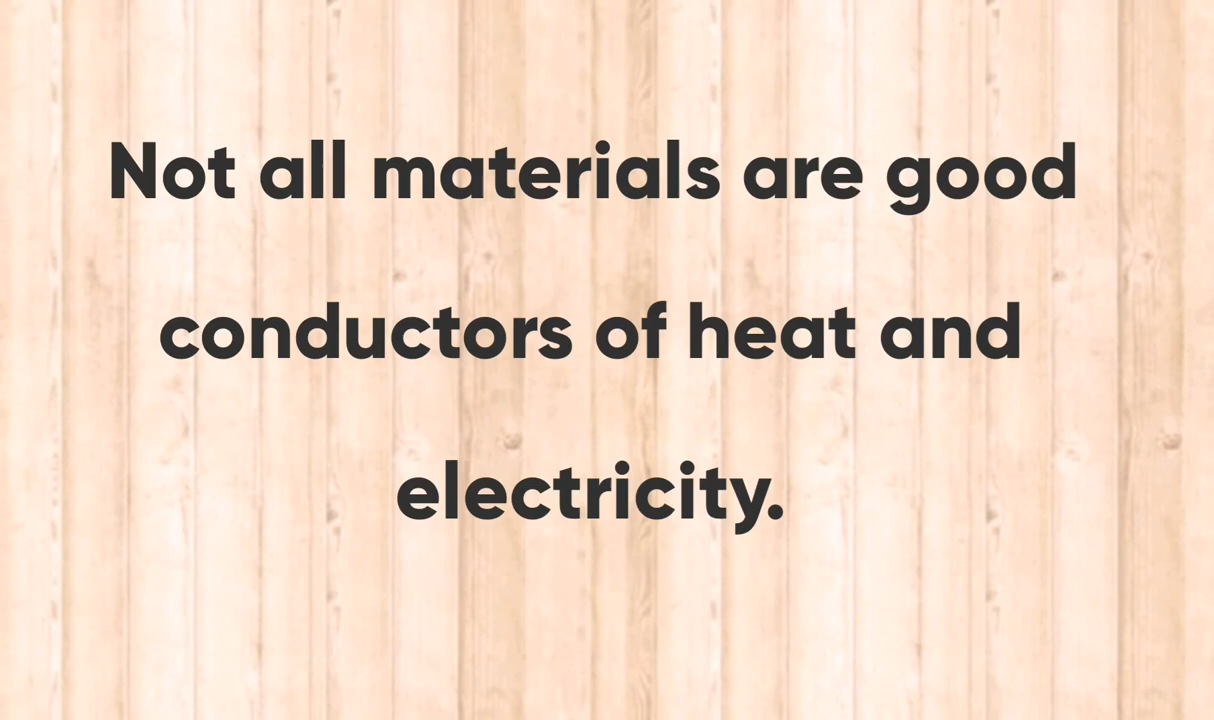 Not all materials are good
conductors of heat and
electricity.